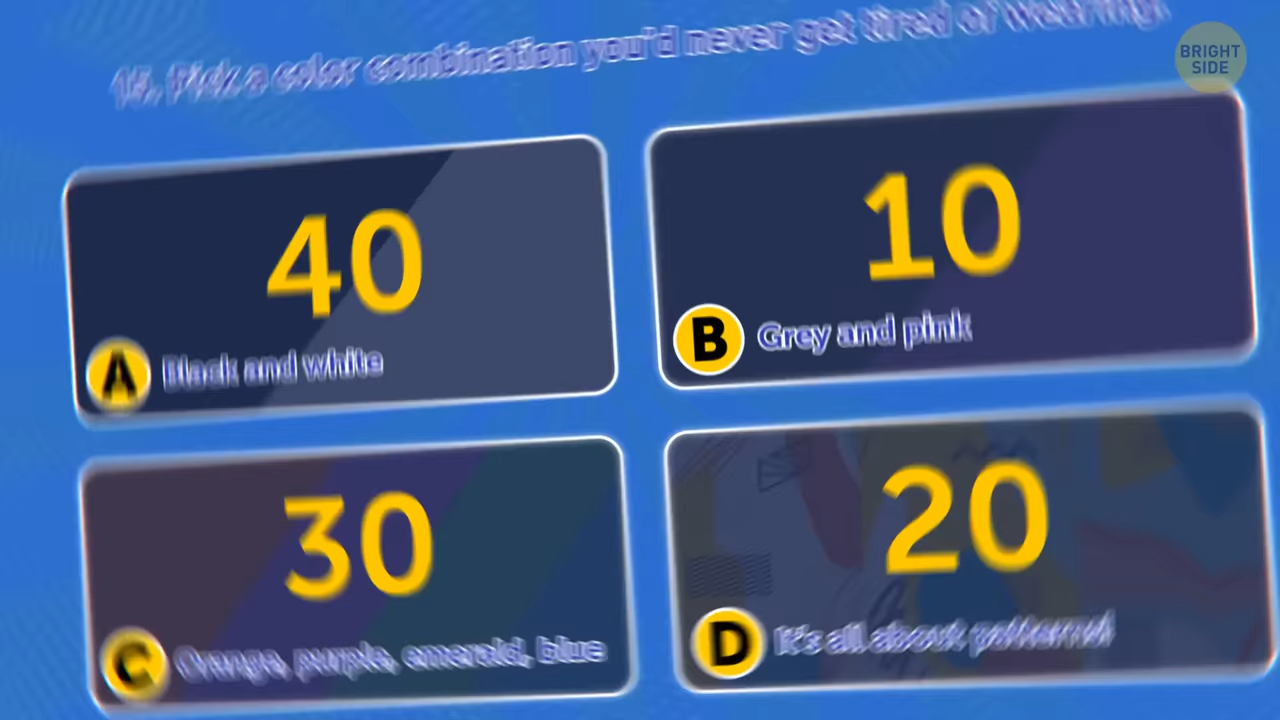 15. Pick a color combination you'd never get tired of wearing:
BRIGHT
SIDE
40
A Black and white
10
B Grey and pink
30
C Orange, purple, emerald, blue
20
D It's all about patterns!